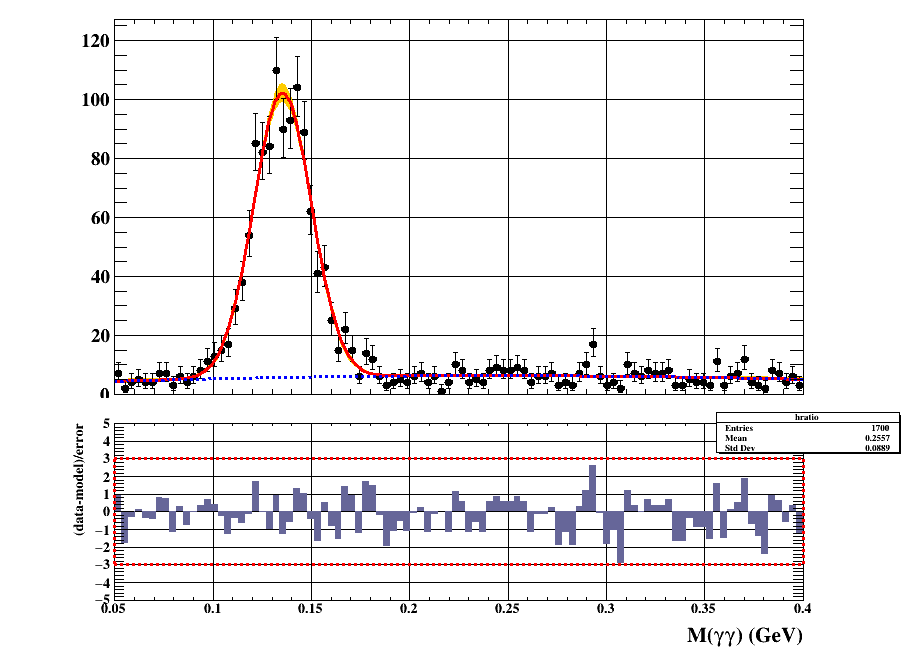 120
100
80
60
40
20
0
hratio
Entries 1700
Mean 0.2557
Std Dev 0.0889
(data-model)/error
5
4
3
2
1
0
−1
−2
−3
−4
−5
0.05 0.1 0.15 0.2 0.25 0.3 0.35 0.4
M(γγ) (GeV)